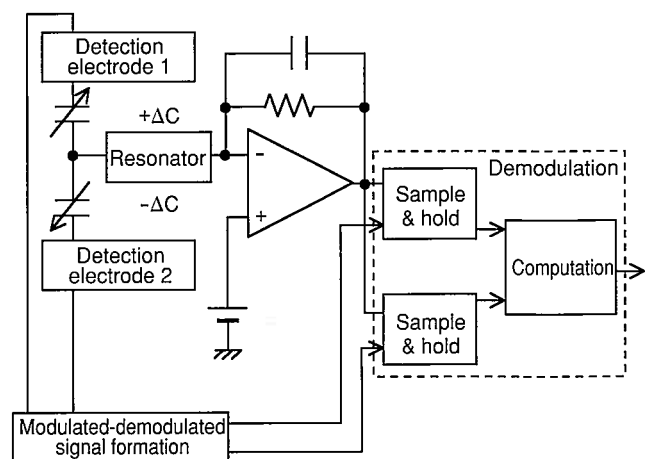 Detection
electrode 1
+ΔC
Resonator
−ΔC
Detection
electrode 2
−
+
Demodulation
Sample
& hold
Computation
Sample
& hold
Modulated-demodulated
signal formation